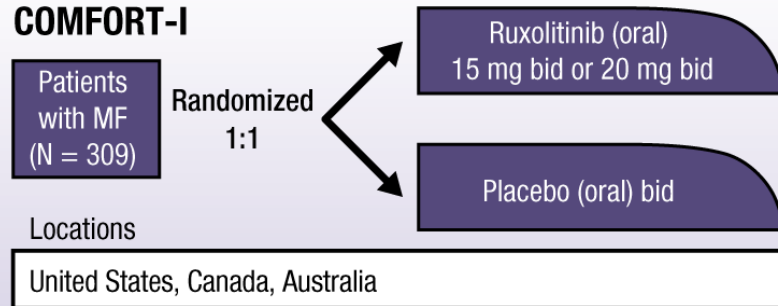 COMFORT-I
Patients
with MF
(N = 309)
Randomized
1:1
Ruxolitinib (oral)
15 mg bid or 20 mg bid
Placebo (oral) bid
Locations
United States, Canada, Australia